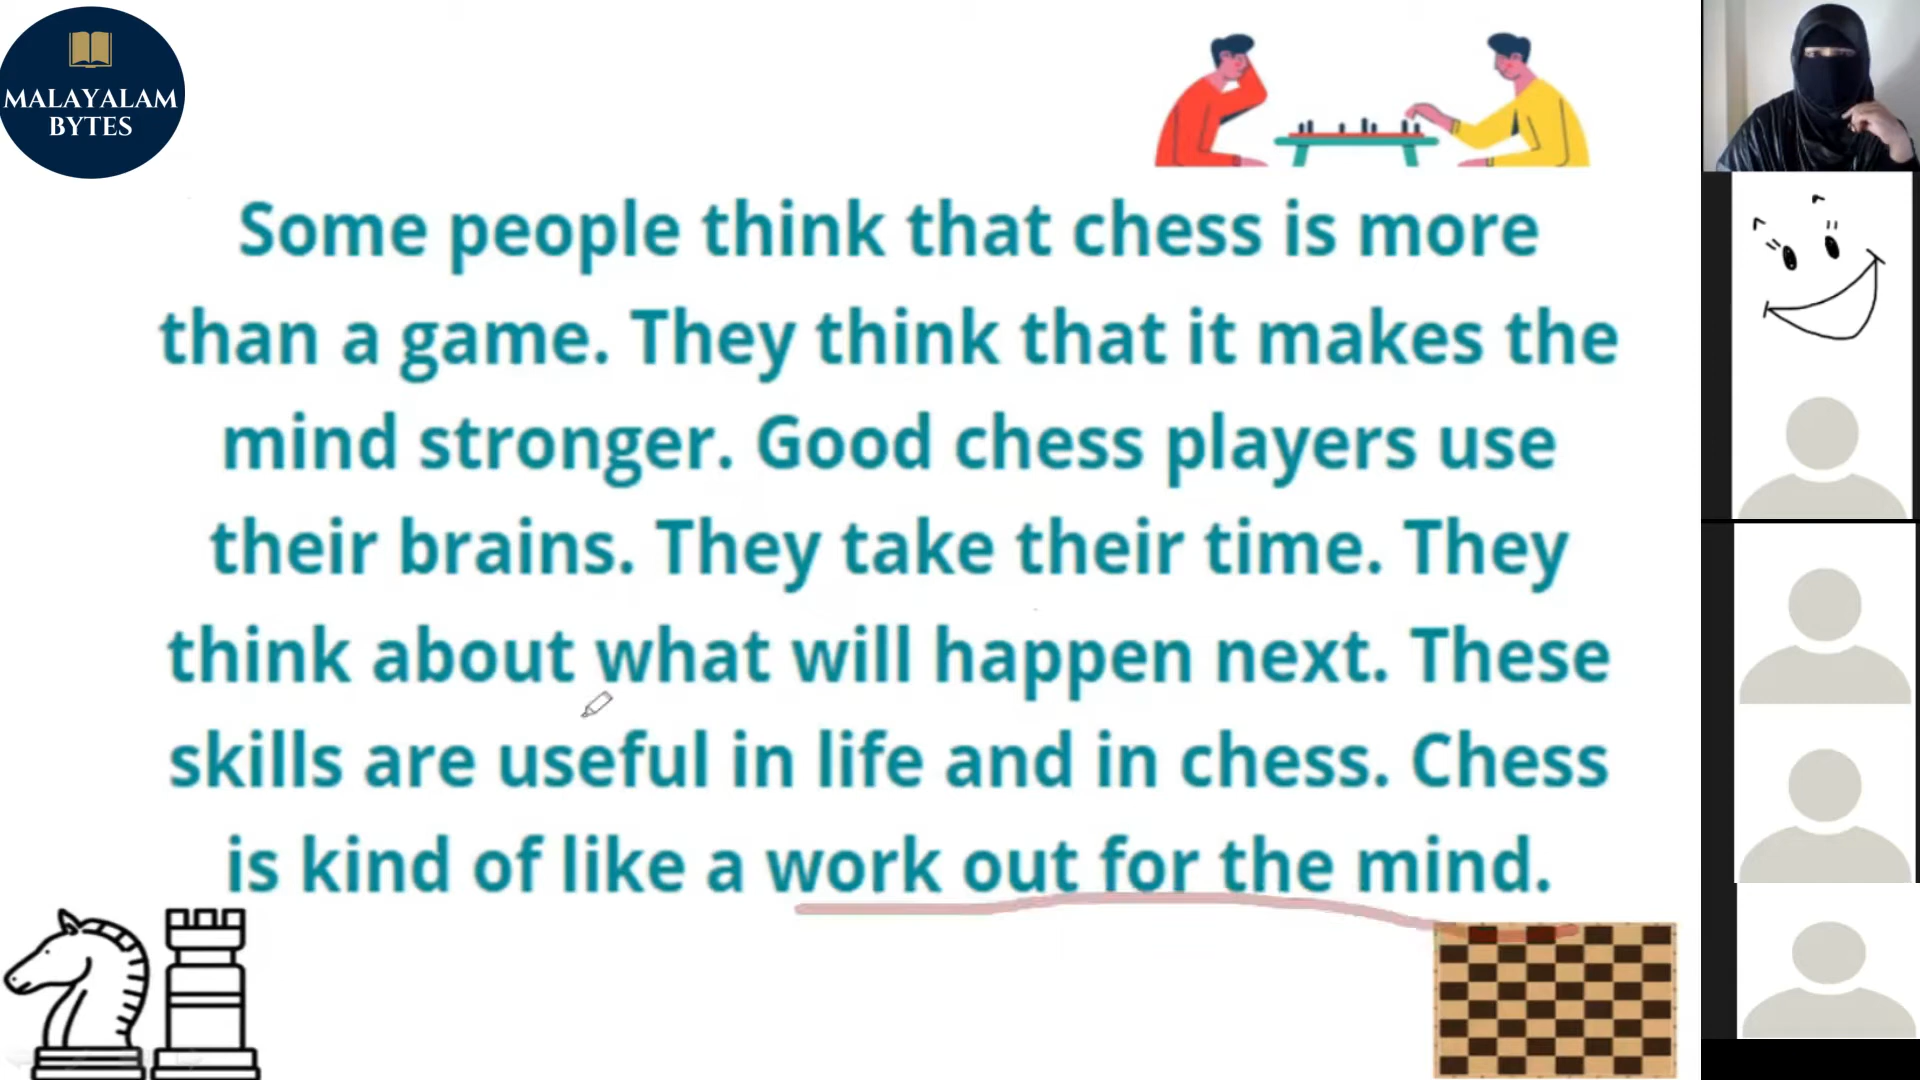 MALAYALAM
BYTES
Some people think that chess is more
than a game. They think that it makes the
mind stronger. Good chess players use
their brains. They take their time. They
think about what will happen next. These
skills are useful in life and in chess. Chess
is kind of like a work out for the mind.